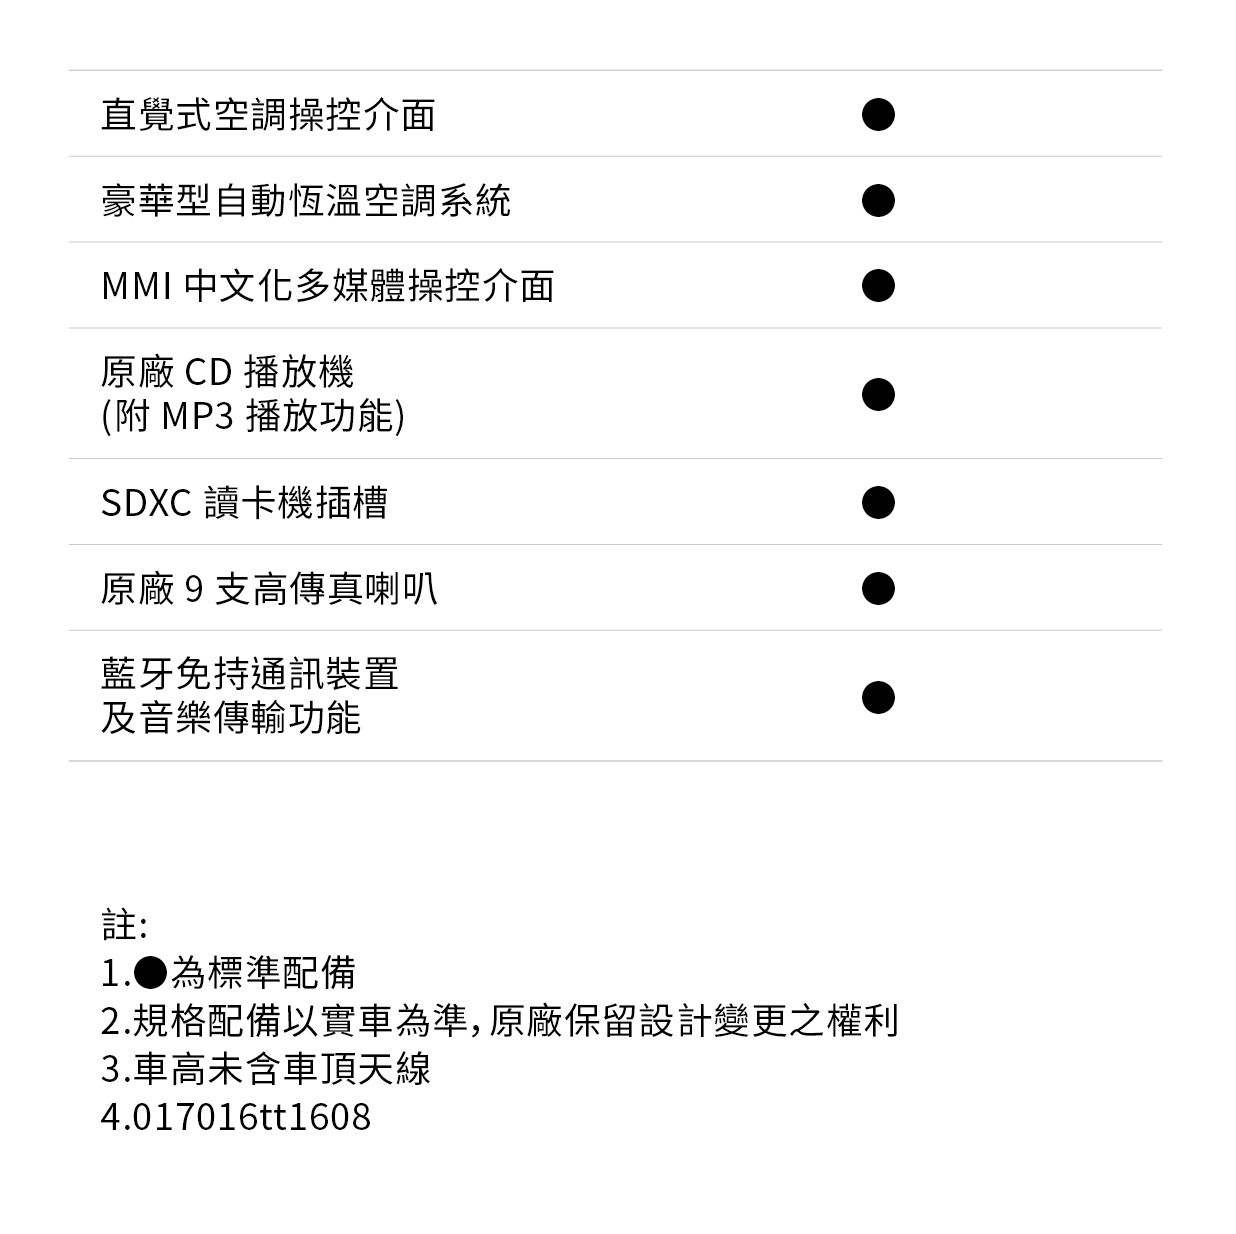 直覺式空調操控介面 ●
豪華型自動恆溫空調系統 ●
MMI 中文化多媒體操控介面 ●
原廠 CD 播放機
(附 MP3 播放功能) ●
SDXC 讀卡機插槽 ●
原廠 9 支高傳真喇叭 ●
藍牙免持通訊裝置
及音樂傳輸功能 ●
註:
1.●為標準配備
2.規格配備以實車為準,原廠保留設計變更之權利
3.車高未含車頂天線
4.017016tt1608